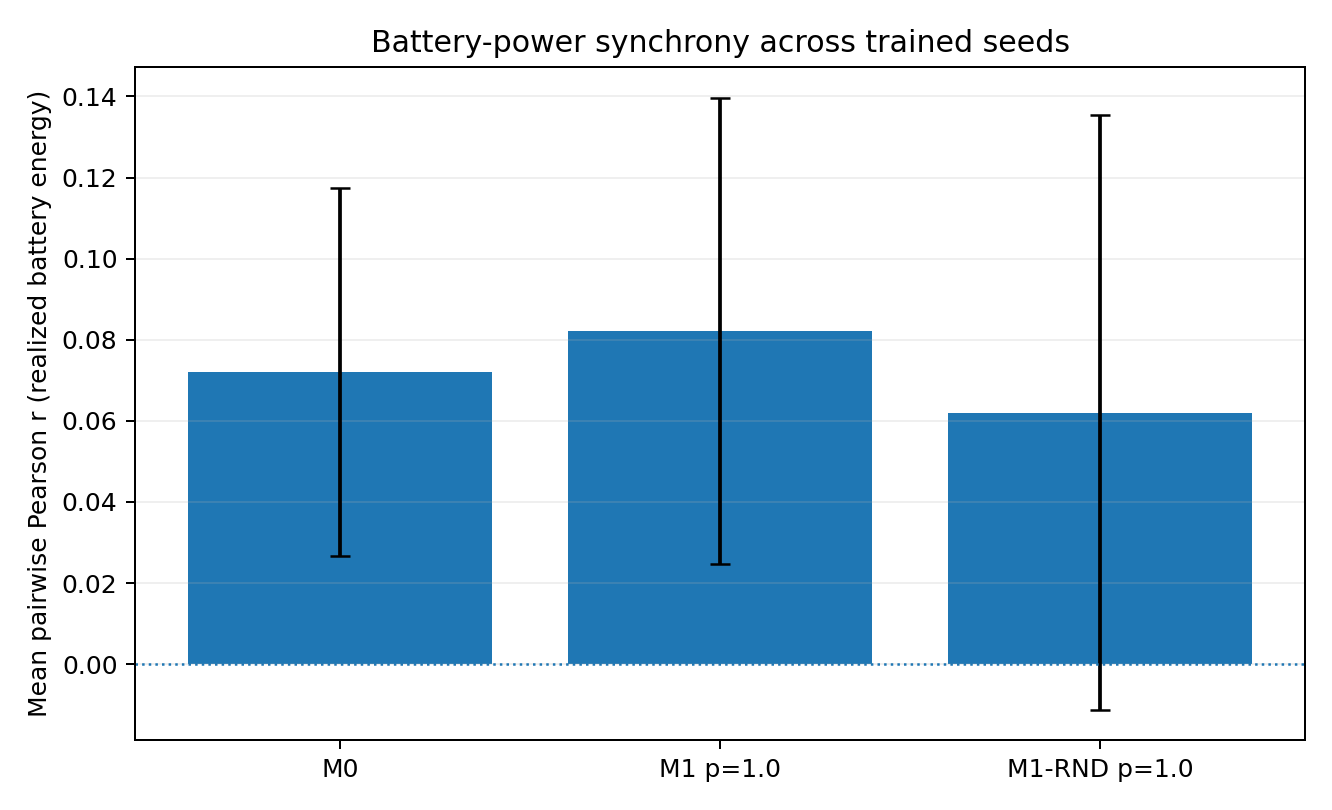 Battery-power synchrony across trained seeds
Mean pairwise Pearson r (realized battery energy)
0.14
0.12
0.10
0.08
0.06
0.04
0.02
0.00
M0
M1 p=1.0
M1-RND p=1.0